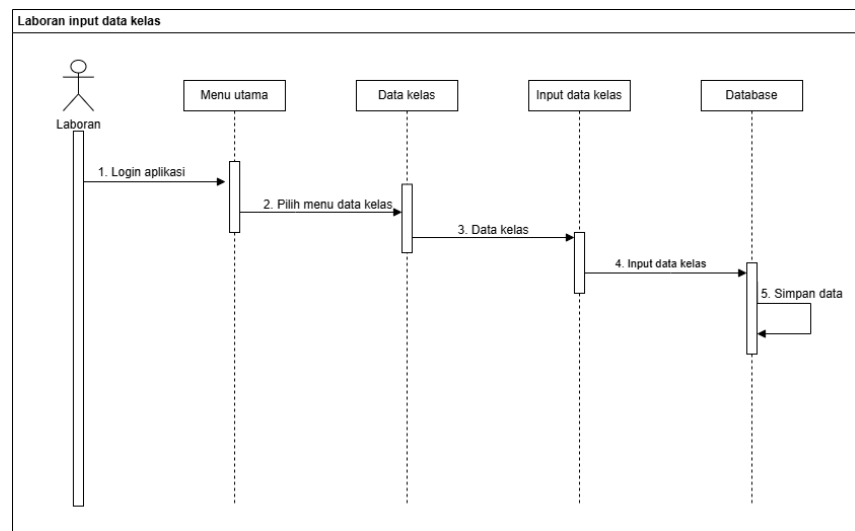 Laboran input data kelas
Menu utama
Data kelas
Input data kelas
Database
Laboran
1. Login aplikasi
2. Pilih menu data kelas
3. Data kelas
4. Input data kelas
5. Simpan data